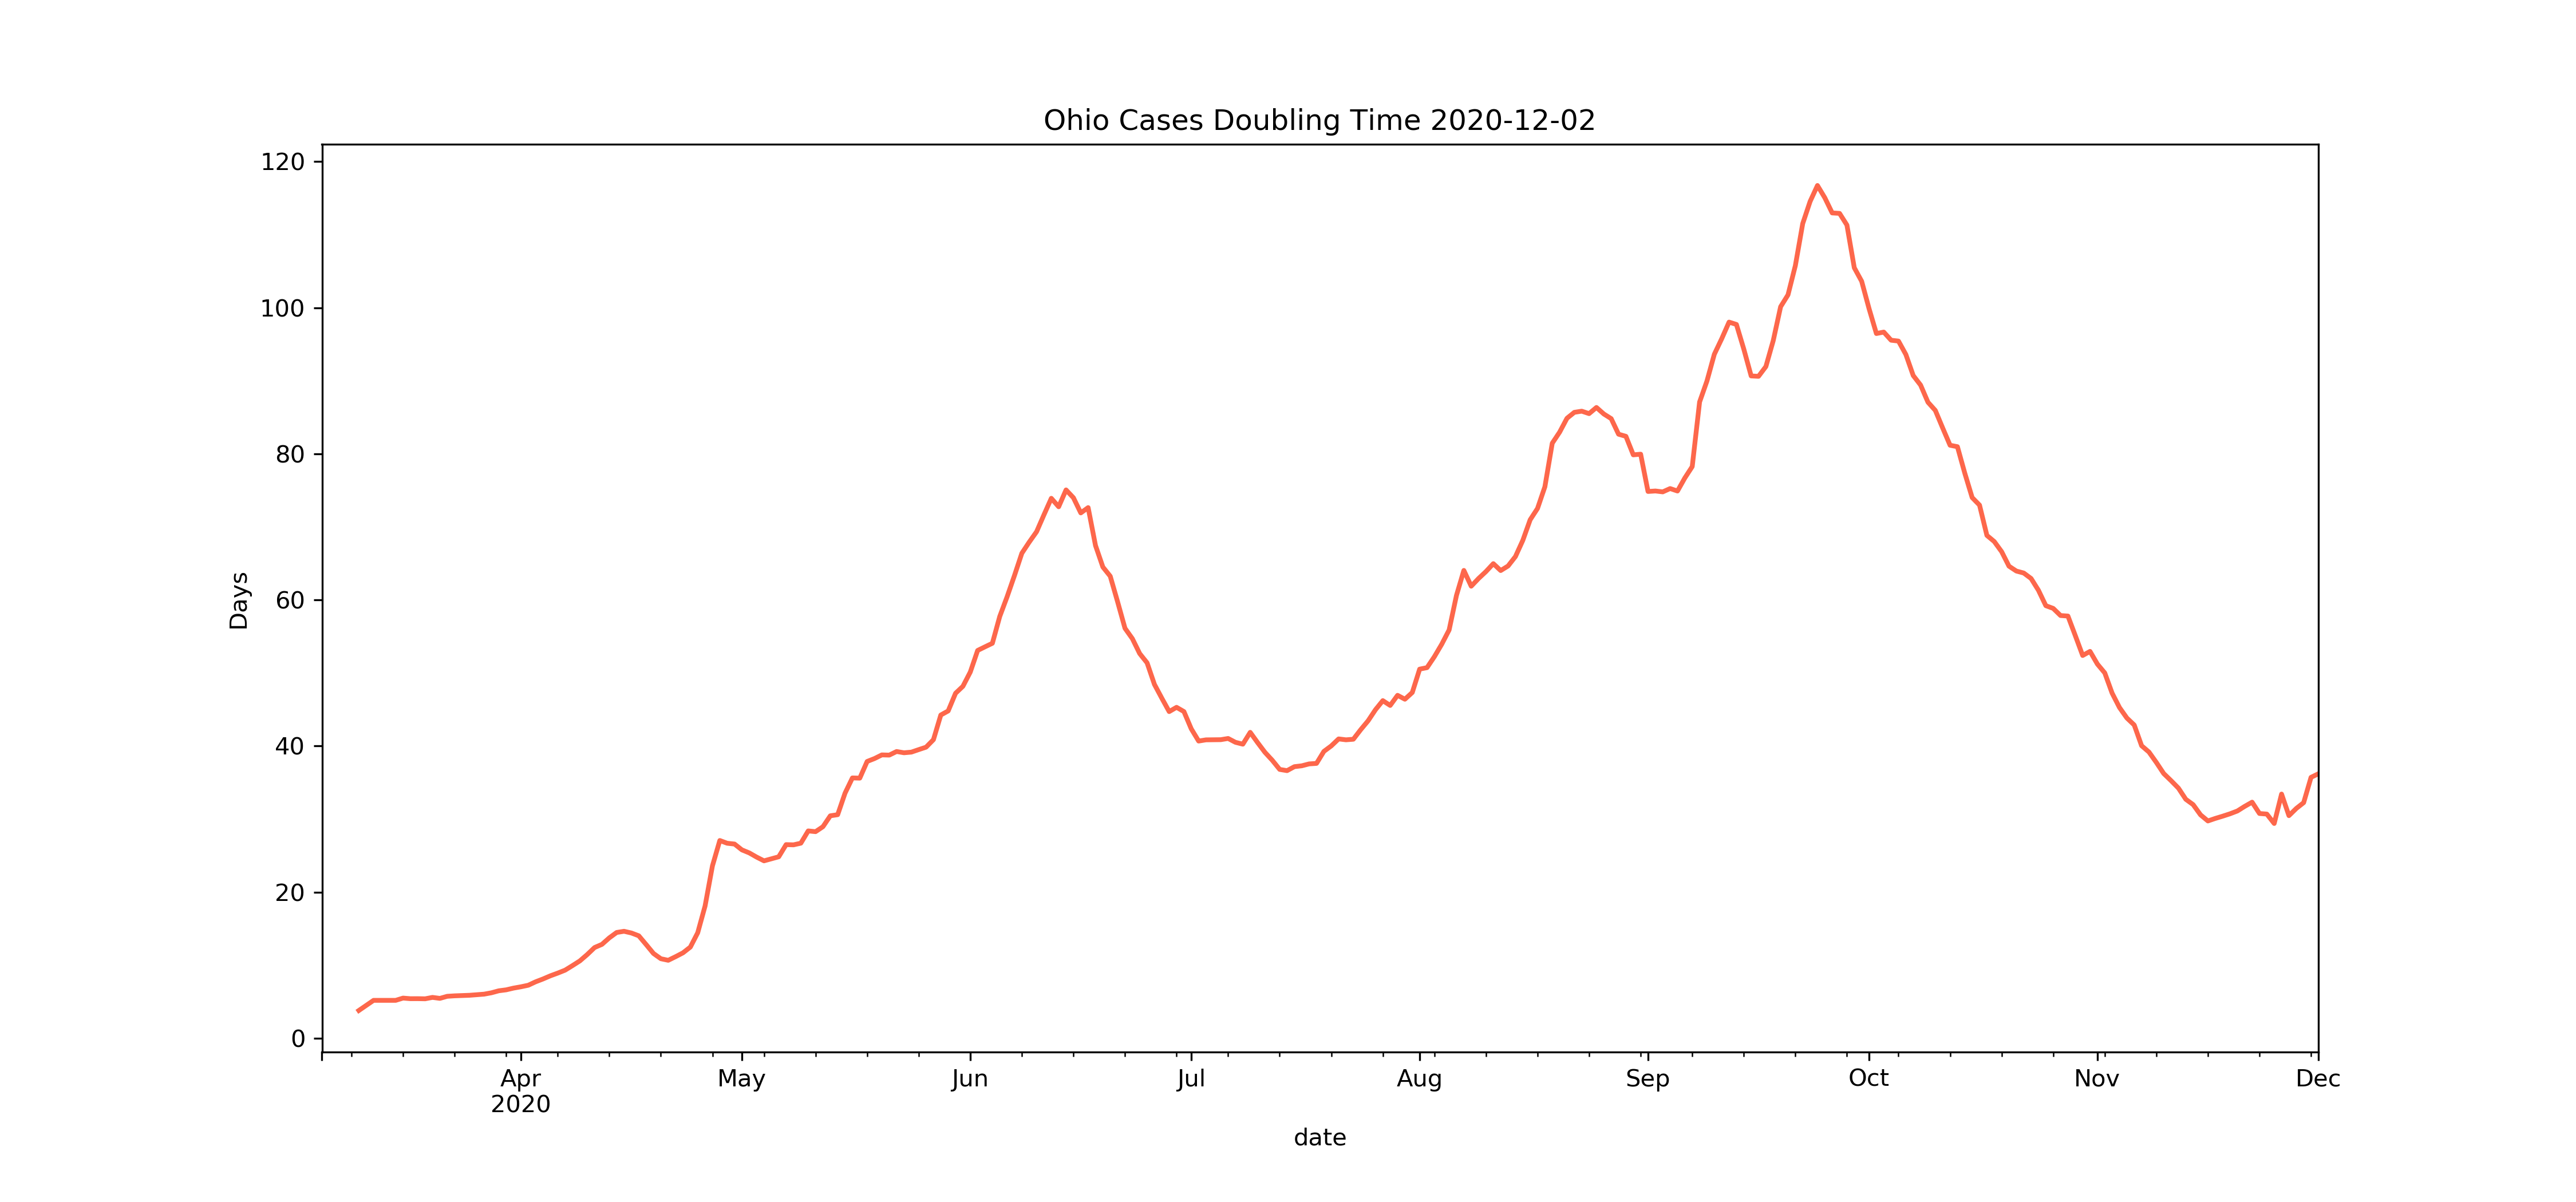 Ohio Cases Doubling Time 2020-12-02
120
100
80
60
40
20
0
Days
Apr May Jun Jul Aug Sep Oct Nov Dec
2020
date